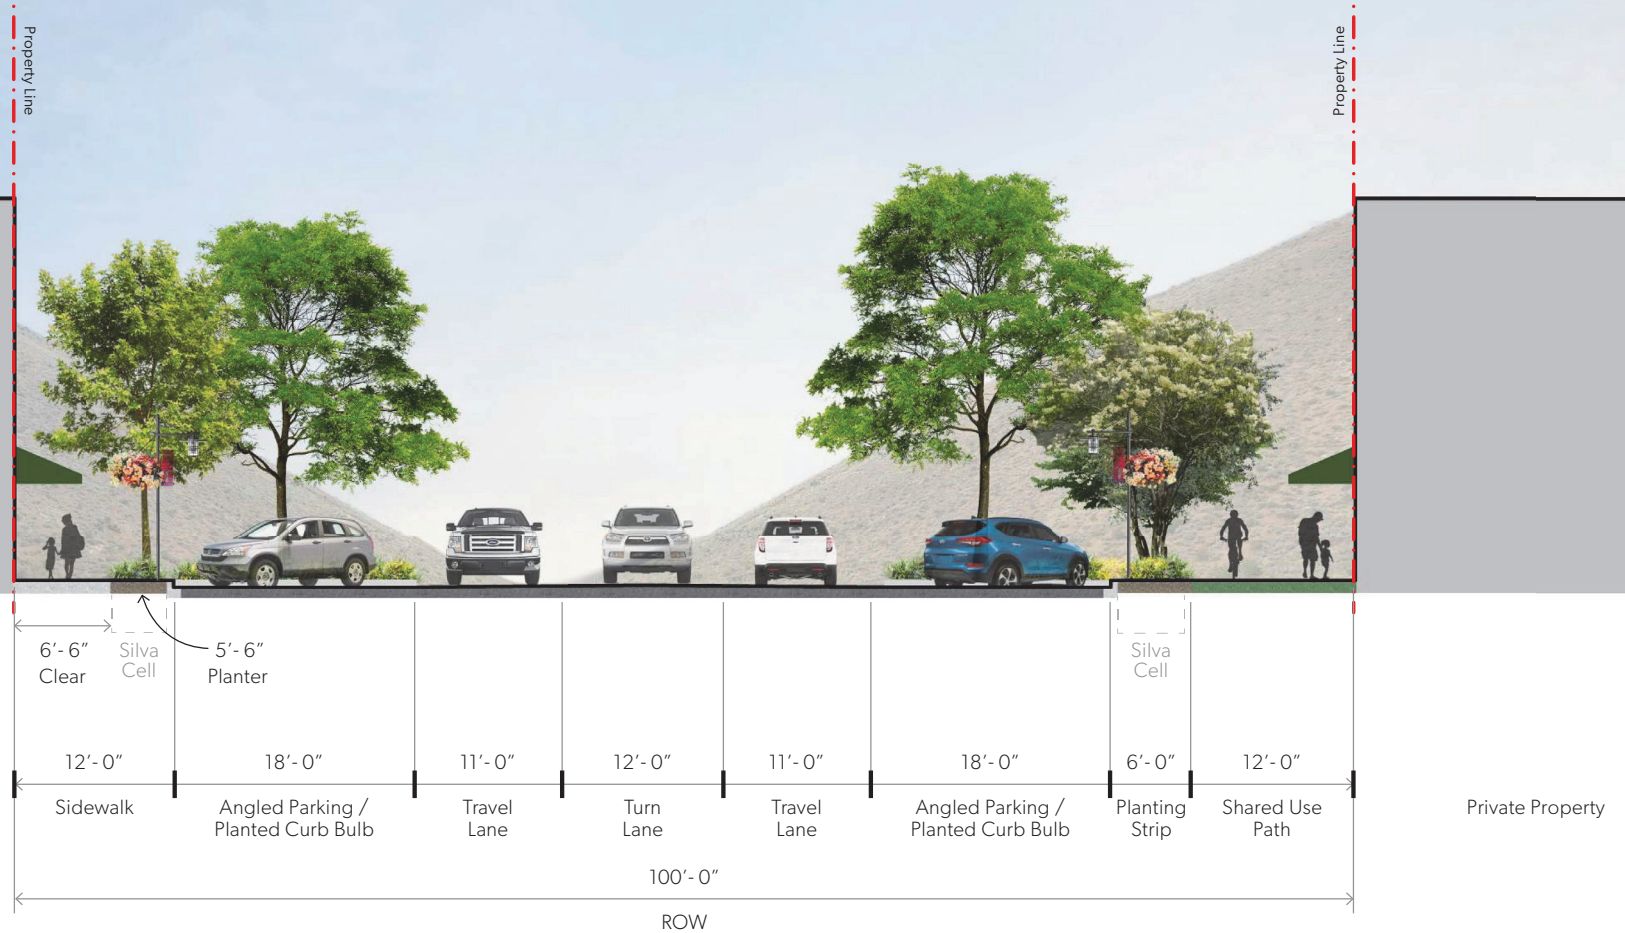 Property Line
Property Line
6'-6"
Clear
Silva
Cell
5'-6"
Planter
Silva
Cell
12'-0"
18'-0"
11'-0"
12'-0"
11'-0"
18'-0"
6'-0"
12'-0"
Sidewalk
Angled Parking /
Planted Curb Bulb
Travel
Lane
Turn
Lane
Travel
Lane
Angled Parking /
Planted Curb Bulb
Planting
Strip
Shared Use
Path
Private Property
100'-0"
ROW